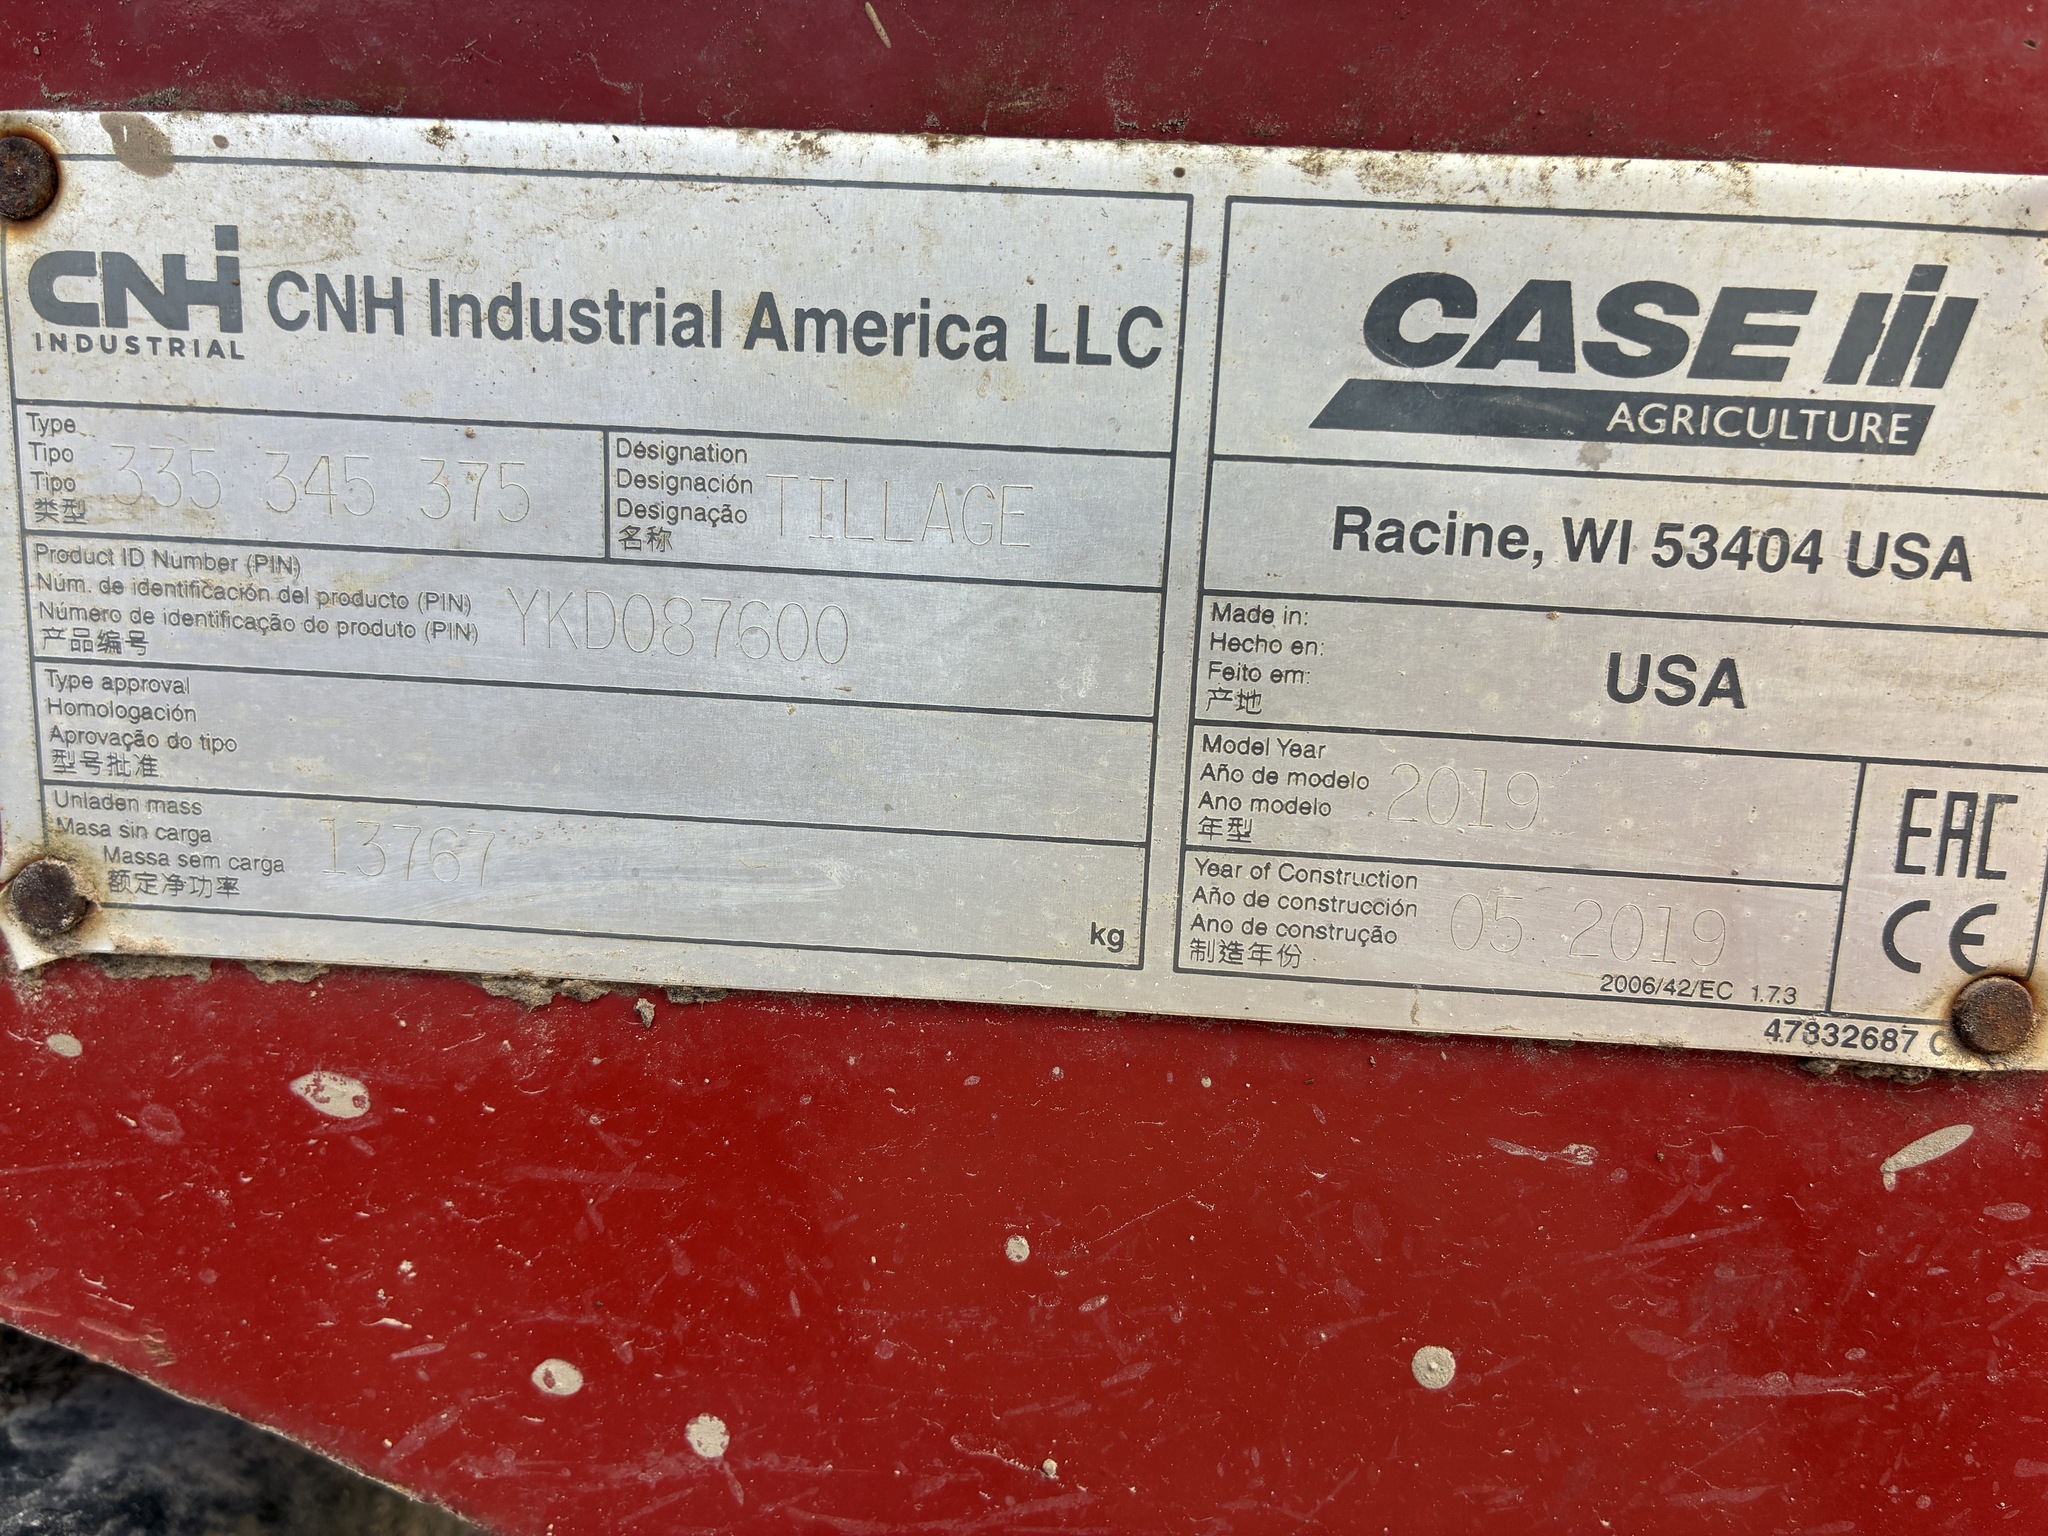 CNHi
INDUSTRIAL
CNH Industrial America LLC
Type
Tipo
Tipo
类型
335 345 375
Designation
Designación
Designação
名称
TILLAGE
Product ID Number (PIN)
Núm. de identificación del producto (PIN)
Número de identificação do produto (PIN)
产品编号
YKD087600
Type approval
Homologación
Aprovação do tipo
型号批准
Unladen mass
Masa sin carga
Massa sem carga
额定净功率
13767
kg
CASE IH
AGRICULTURE
Racine, WI 53404 USA
Made in:
Hecho en:
Feito em:
产地
USA
Model Year
Año de modelo
Ano modelo
年型
2019
Year of Construction
Año de construcción
Ano de construção
制造年份
05 2019
2006/42/EC 1.7.3
EAC
CE
47832687